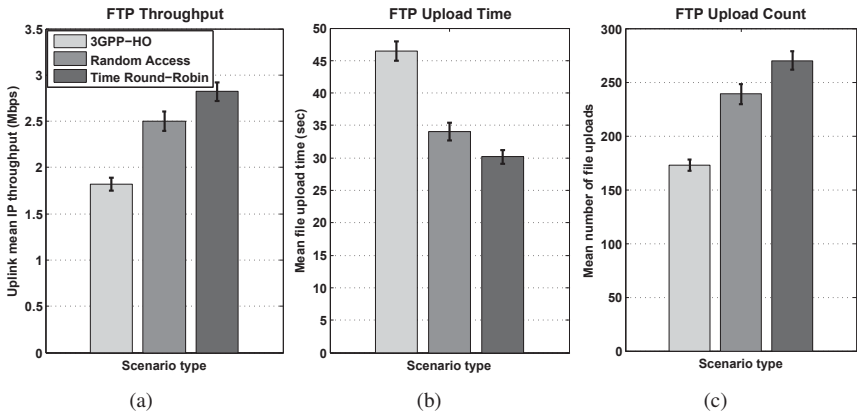 FTP Throughput
3GPP−HO
Random Access
Time Round−Robin
Uplink mean IP throughput (Mbps)
3.5
3
2.5
2
1.5
1
0.5
0
Scenario type
(a)
FTP Upload Time
Mean file upload time (sec)
50
45
40
35
30
25
20
15
10
5
0
Scenario type
(b)
FTP Upload Count
Mean number of file uploads
300
250
200
150
100
50
0
Scenario type
(c)